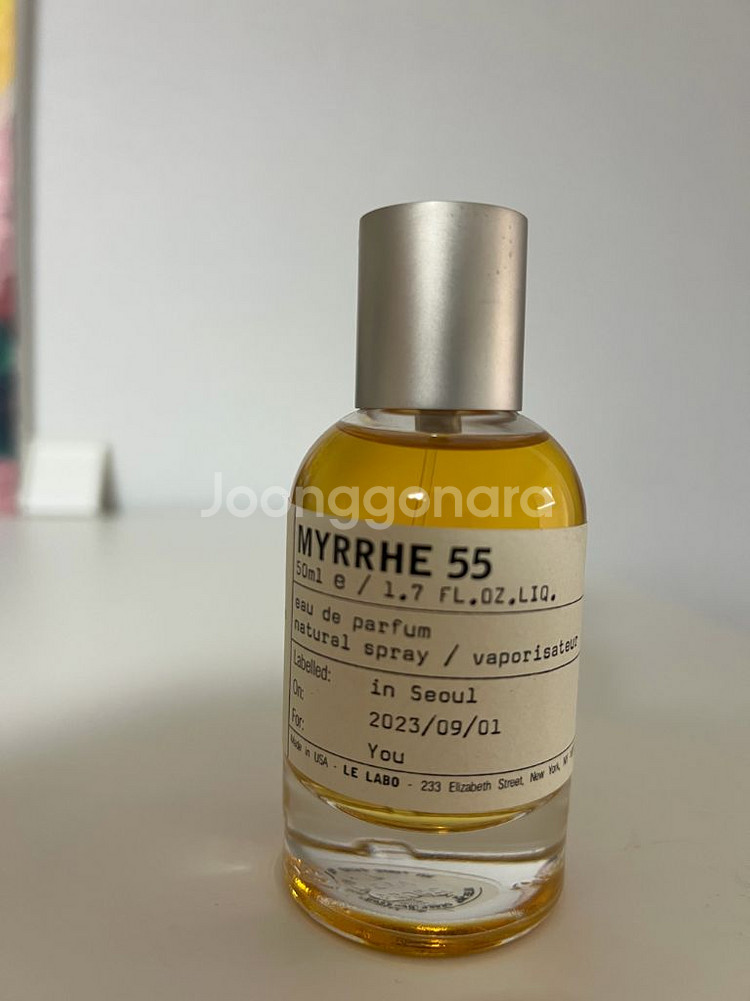 Joonggonara
MYRRHE 55
50ml e / 1.7 FL.OZ.LIQ.
eau de parfum
natural spray / vaporisateur
Labelled: in Seoul
On: 2023/09/01
For: You
Made in USA - LE LABO - 233 Elizabeth Street, New York, NY